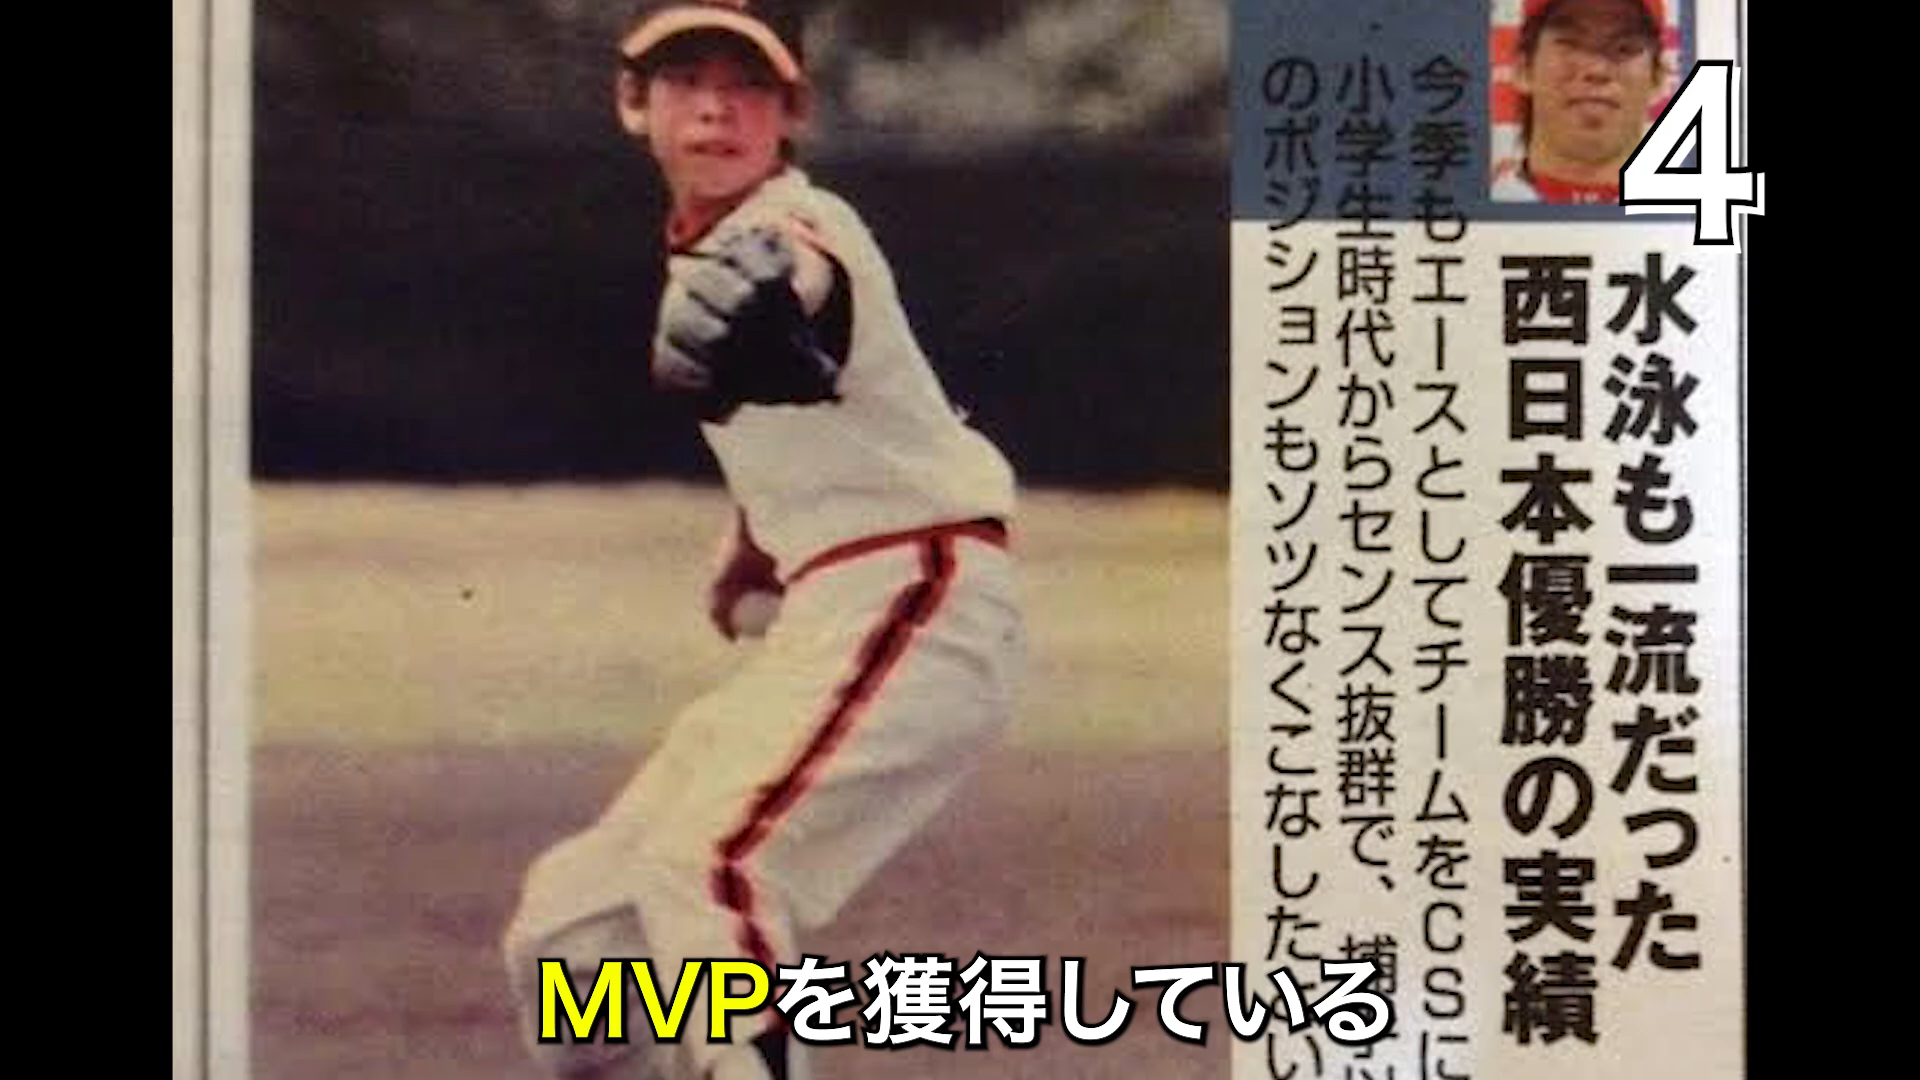 4
水泳も一流だった
西日本優勝の実績
今季もエースとしてチームをCSに
小学生時代からセンス抜群で、捕
のポジションもソツなくこなした
MVPを獲得している